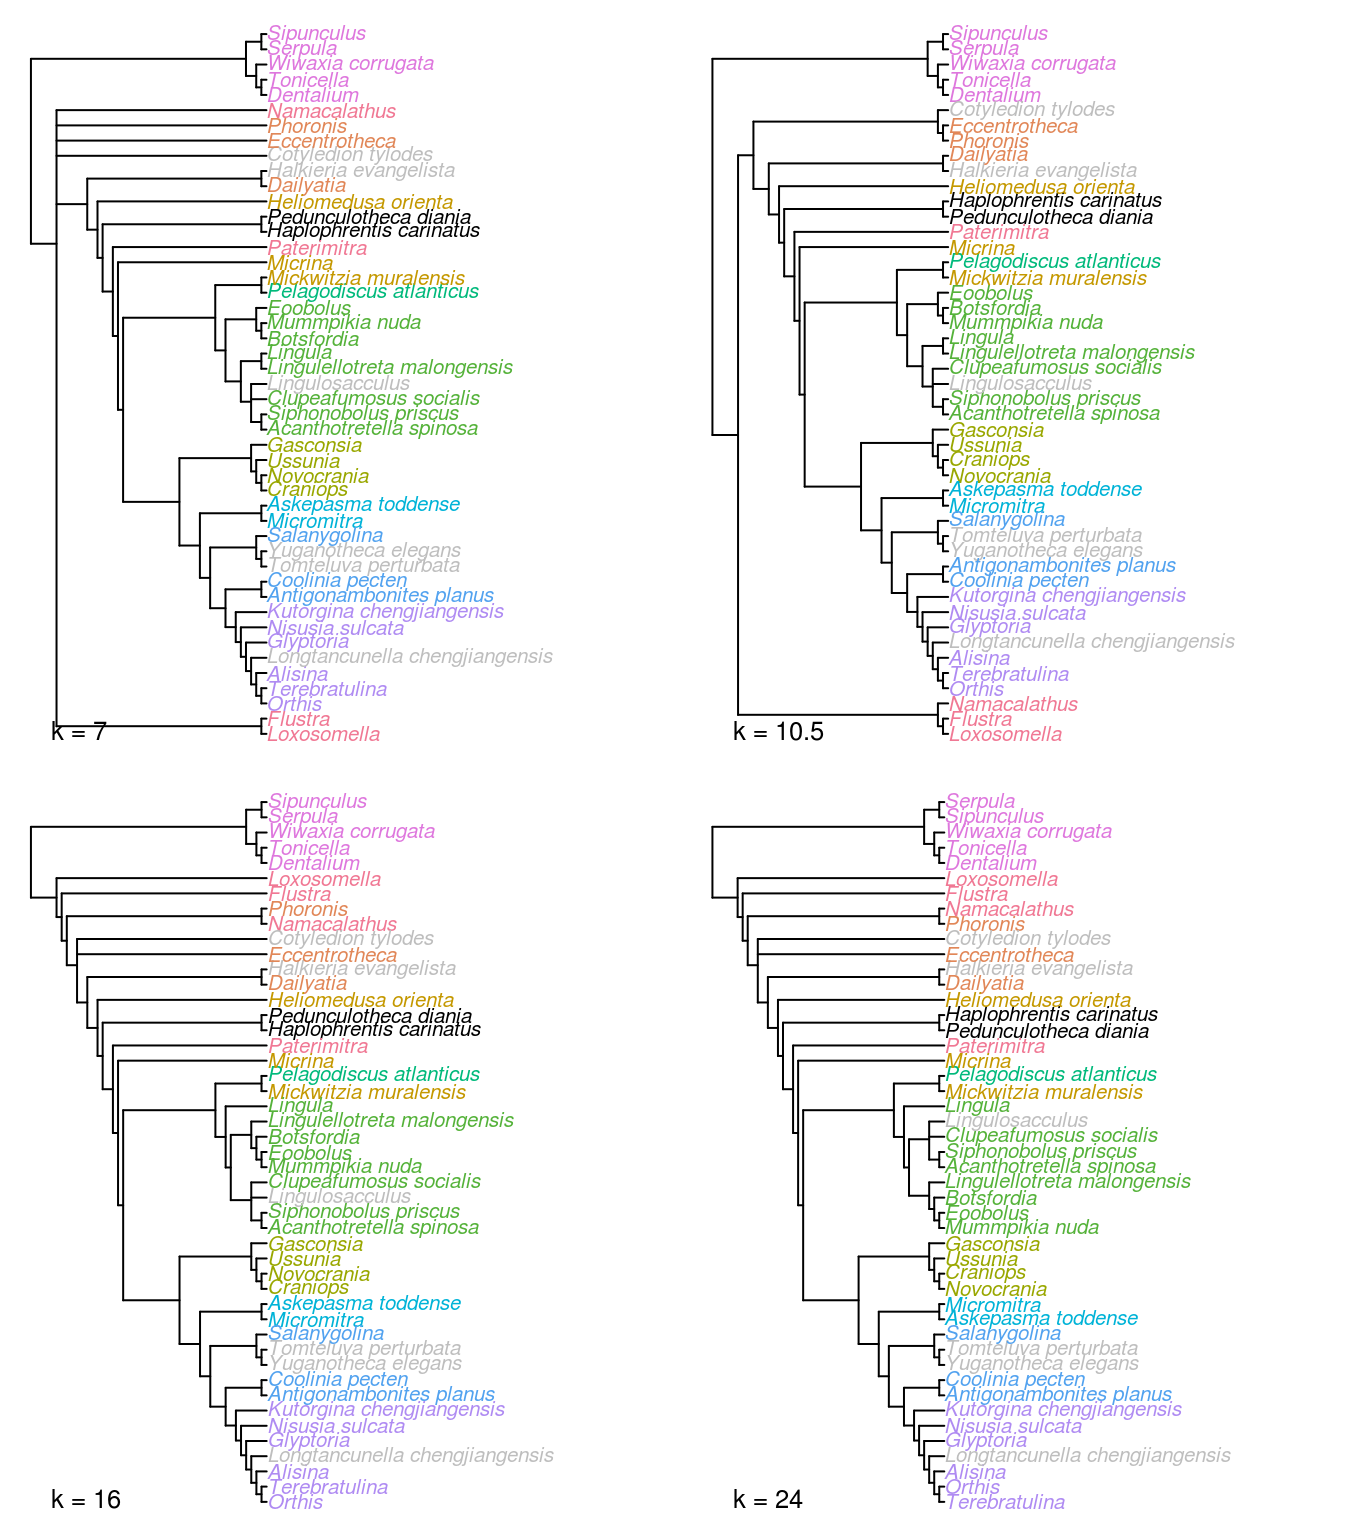 Sipunculus
Serpula
Wiwaxia corrugata
Tonicella
Dentalium
Namacalathus
Phoronis
Eccentrotheca
Cotyledion tylodes
Halkieria evangelista
Dailyatia
Heliomedusa orienta
Pedunculotheca diania
Haplophrentis carinatus
Paterimitra
Micrina
Mickwitzia muralensis
Pelagodiscus atlanticus
Eoobolus
Mummpikia nuda
Botsfordia
Lingula
Lingulellotreta malongensis
Lingulosacculus
Clupeafumosus socialis
Siphonobolus priscus
Acanthotretella spinosa
Gasconsia
Ussunia
Novocrania
Craniops
Askepasma toddense
Micromitra
Salanygolina
Yuganotheca elegans
Tomteluva perturbata
Coolinia pecten
Antigonambonites planus
Kutorgina chengjiangensis
Nisusia sulcata
Glyptoria
Longtancunella chengjiangensis
Alisina
Terebratulina
Orthis
Flustra
Loxosomella
k = 7
Sipunculus
Serpula
Wiwaxia corrugata
Tonicella
Dentalium
Cotyledion tylodes
Eccentrotheca
Phoronis
Dailyatia
Halkieria evangelista
Heliomedusa orienta
Haplophrentis carinatus
Pedunculotheca diania
Paterimitra
Micrina
Pelagodiscus atlanticus
Mickwitzia muralensis
Eoobolus
Botsfordia
Mummpikia nuda
Lingula
Lingulellotreta malongensis
Clupeafumosus socialis
Lingulosacculus
Siphonobolus priscus
Acanthotretella spinosa
Gasconsia
Ussunia
Craniops
Novocrania
Askepasma toddense
Micromitra
Salanygolina
Tomteluva perturbata
Yuganotheca elegans
Antigonambonites planus
Coolinia pecten
Kutorgina chengjiangensis
Nisusia sulcata
Glyptoria
Longtancunella chengjiangensis
Alisina
Terebratulina
Orthis
Namacalathus
Flustra
Loxosomella
k = 10.5
Sipunculus
Serpula
Wiwaxia corrugata
Tonicella
Dentalium
Loxosomella
Flustra
Phoronis
Namacalathus
Cotyledion tylodes
Eccentrotheca
Halkieria evangelista
Dailyatia
Heliomedusa orienta
Pedunculotheca diania
Haplophrentis carinatus
Paterimitra
Micrina
Pelagodiscus atlanticus
Mickwitzia muralensis
Lingula
Lingulellotreta malongensis
Botsfordia
Eoobolus
Mummpikia nuda
Clupeafumosus socialis
Lingulosacculus
Siphonobolus priscus
Acanthotretella spinosa
Gasconsia
Ussunia
Novocrania
Craniops
Askepasma toddense
Micromitra
Salanygolina
Tomteluva perturbata
Yuganotheca elegans
Coolinia pecten
Antigonambonites planus
Kutorgina chengjiangensis
Nisusia sulcata
Glyptoria
Longtancunella chengjiangensis
Alisina
Terebratulina
Orthis
k = 16
Serpula
Sipunculus
Wiwaxia corrugata
Tonicella
Dentalium
Loxosomella
Flustra
Namacalathus
Phoronis
Cotyledion tylodes
Eccentrotheca
Halkieria evangelista
Dailyatia
Heliomedusa orienta
Haplophrentis carinatus
Pedunculotheca diania
Paterimitra
Micrina
Pelagodiscus atlanticus
Mickwitzia muralensis
Lingula
Lingulosacculus
Clupeafumosus socialis
Siphonobolus priscus
Acanthotretella spinosa
Lingulellotreta malongensis
Botsfordia
Eoobolus
Mummpikia nuda
Gasconsia
Ussunia
Craniops
Novocrania
Micromitra
Askepasma toddense
Salanygolina
Tomteluva perturbata
Yuganotheca elegans
Coolinia pecten
Antigonambonites planus
Kutorgina chengjiangensis
Nisusia sulcata
Glyptoria
Longtancunella chengjiangensis
Alisina
Orthis
Terebratulina
k = 24